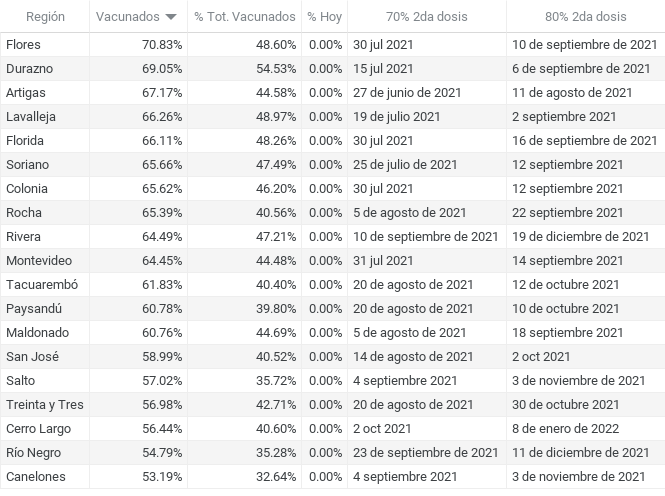 Región Vacunados % Tot. Vacunados % Hoy 70% 2da dosis 80% 2da dosis
Flores 70.83% 48.60% 0.00% 30 jul 2021 10 de septiembre de 2021
Durazno 69.05% 54.53% 0.00% 15 jul 2021 6 de septiembre de 2021
Artigas 67.17% 44.58% 0.00% 27 de junio de 2021 11 de agosto de 2021
Lavalleja 66.26% 48.97% 0.00% 19 de julio 2021 2 septiembre 2021
Florida 66.11% 48.26% 0.00% 30 jul 2021 16 de septiembre de 2021
Soriano 65.66% 47.49% 0.00% 25 de julio de 2021 12 septiembre 2021
Colonia 65.62% 46.20% 0.00% 30 jul 2021 12 septiembre 2021
Rocha 65.39% 40.56% 0.00% 5 de agosto de 2021 22 septiembre 2021
Rivera 64.49% 47.21% 0.00% 10 de septiembre de 2021 19 de diciembre de 2021
Montevideo 64.45% 44.48% 0.00% 31 jul 2021 14 septiembre 2021
Tacuarembó 61.83% 40.40% 0.00% 20 de agosto de 2021 12 de octubre 2021
Paysandú 60.78% 39.80% 0.00% 20 de agosto de 2021 10 de octubre 2021
Maldonado 60.76% 44.69% 0.00% 5 de agosto de 2021 18 septiembre 2021
San José 58.99% 40.52% 0.00% 14 de agosto de 2021 2 oct 2021
Salto 57.02% 35.72% 0.00% 4 septiembre 2021 3 de noviembre de 2021
Treinta y Tres 56.98% 42.71% 0.00% 20 de agosto de 2021 30 de octubre 2021
Cerro Largo 56.44% 40.60% 0.00% 2 oct 2021 8 de enero de 2022
Río Negro 54.79% 35.28% 0.00% 23 de septiembre de 2021 11 de diciembre de 2021
Canelones 53.19% 32.64% 0.00% 4 septiembre 2021 3 de noviembre de 2021